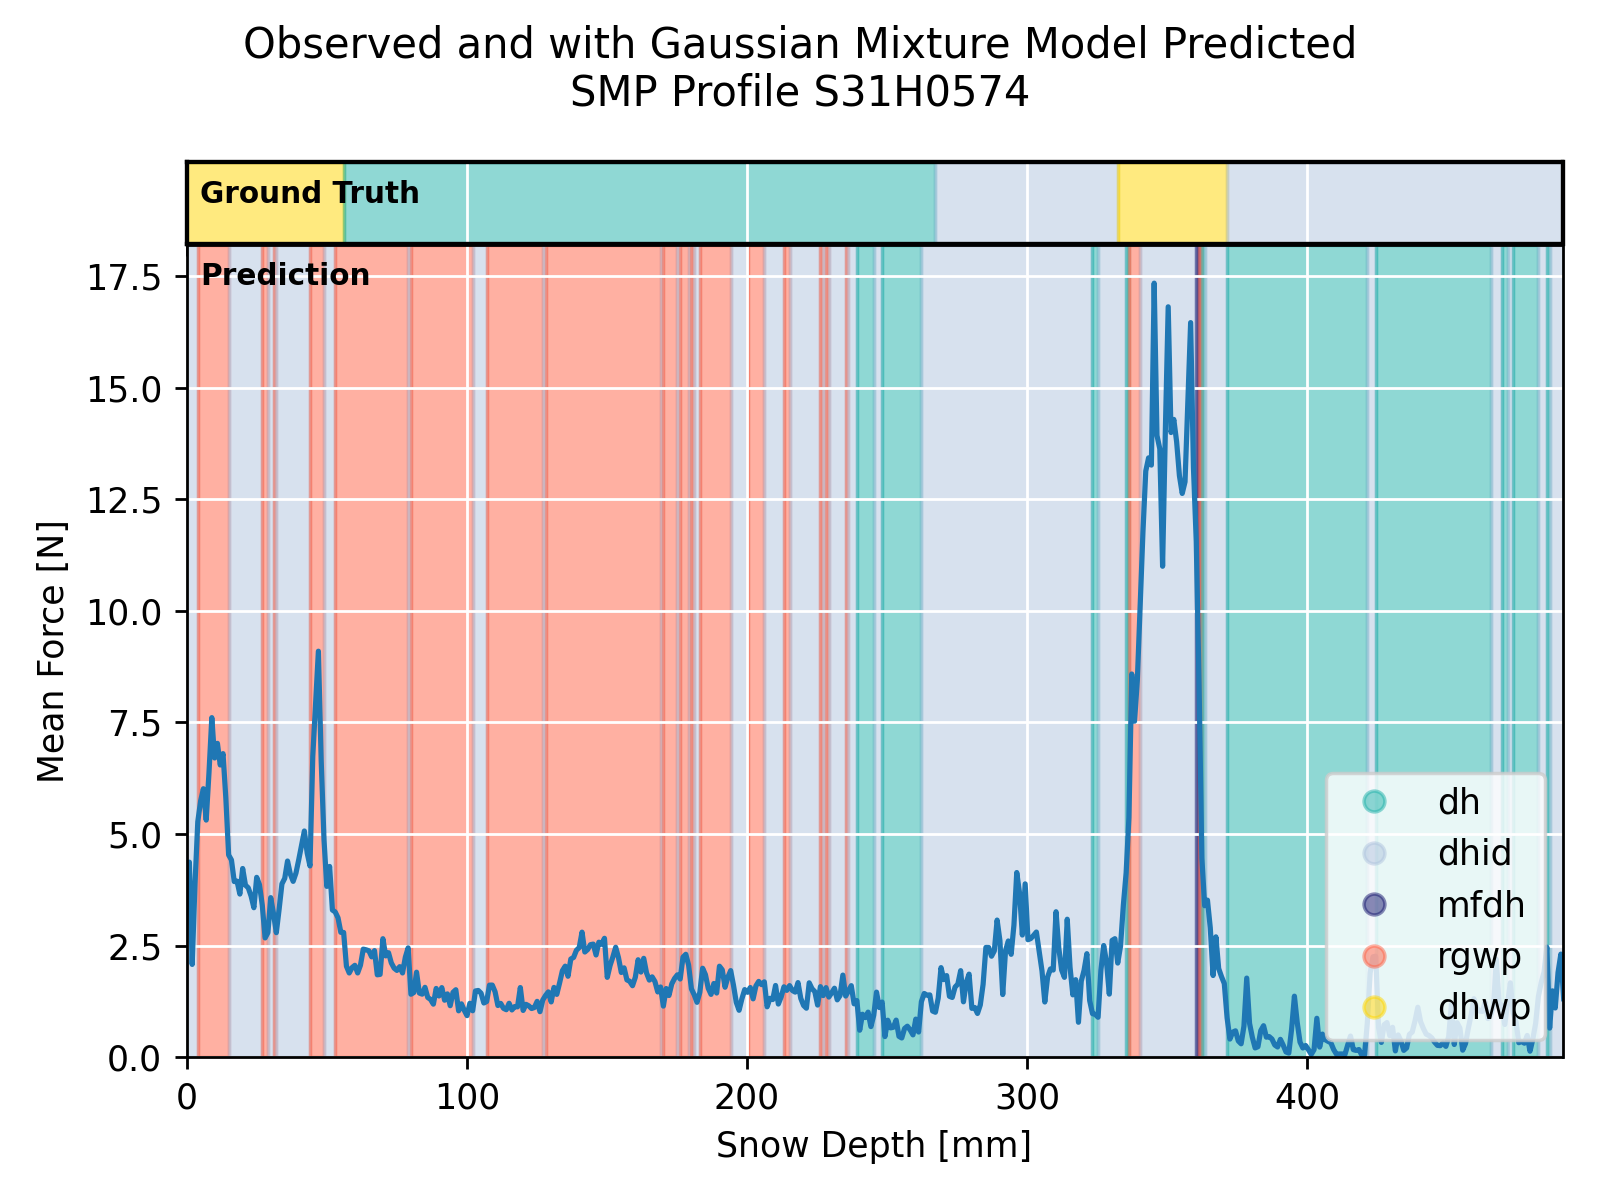 Observed and with Gaussian Mixture Model Predicted
SMP Profile S31H0574
Ground Truth
Prediction
17.5
15.0
12.5
10.0
7.5
5.0
2.5
0.0
Mean Force [N]
dh
dhid
mfdh
rgwp
dhwp
0 100 200 300 400
Snow Depth [mm]